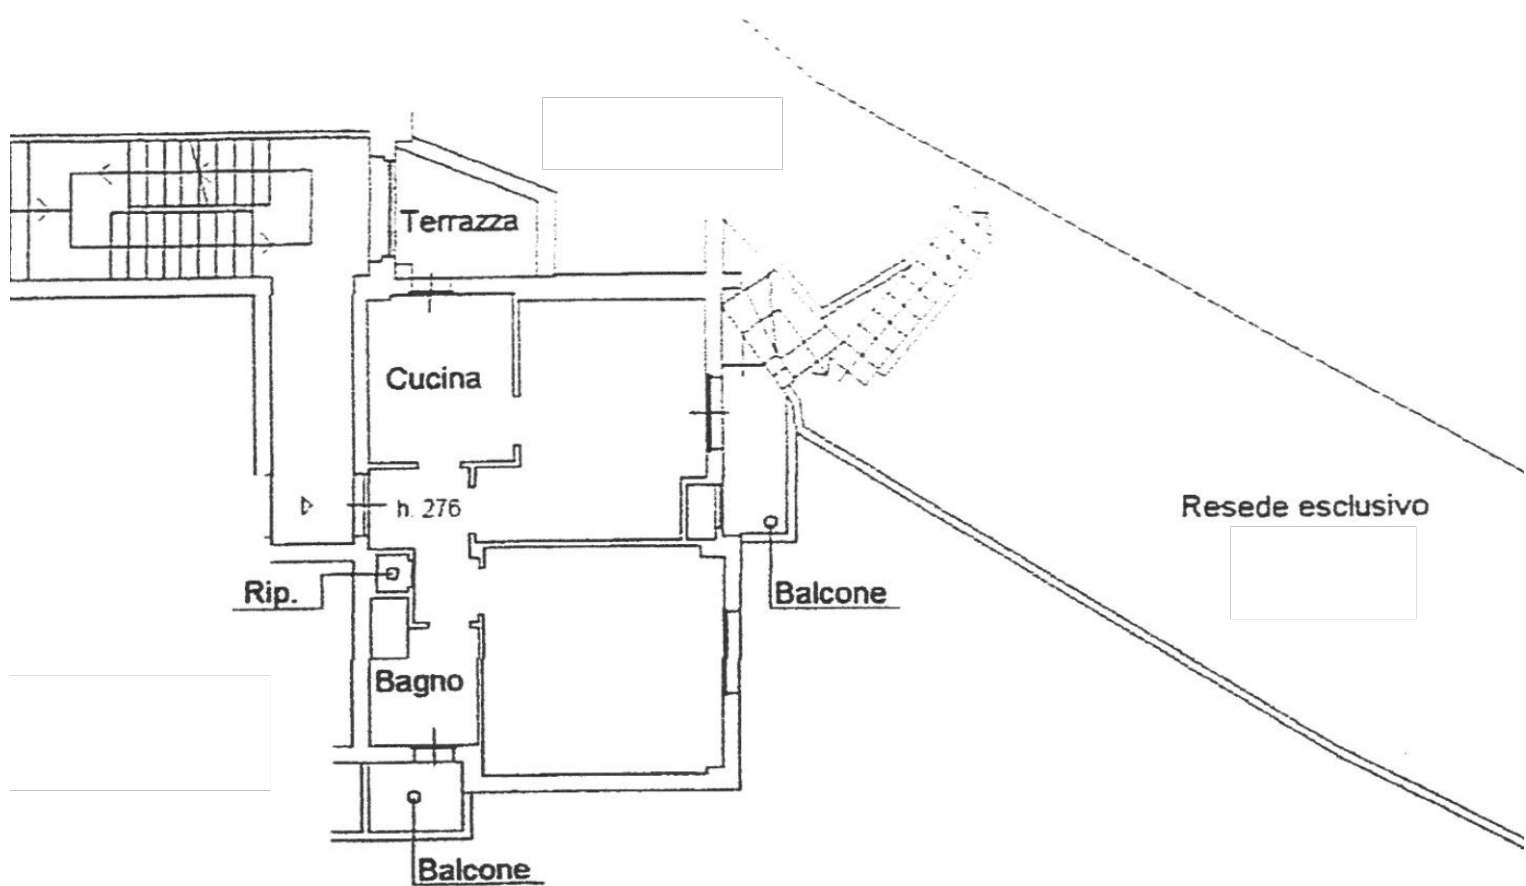 Terrazza
Cucina
h. 276
Resede esclusivo
Rip.
Balcone
Bagno
Balcone